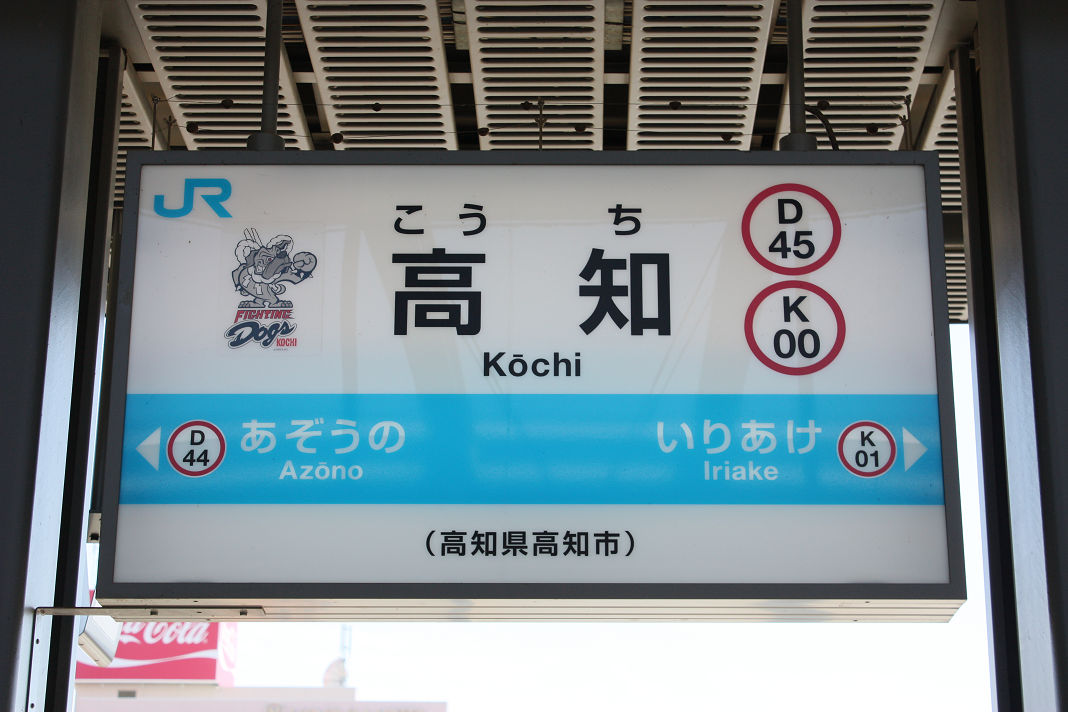 JR
こうち
高知
Kōchi
D
45
K
00
FIGHTING
Dogs
KOCHI
D
44
あぞうの
Azōno
いりあけ
Iriake
K
01
(高知県高知市)
Cola